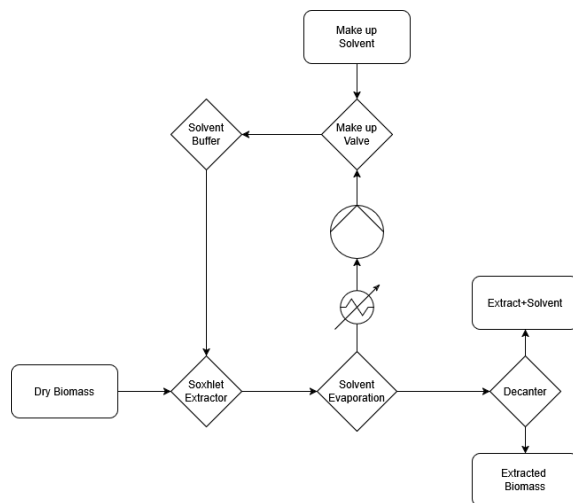 Make up
Solvent
Solvent
Buffer
Make up
Valve
Extract+Solvent
Dry Biomass
Soxhlet
Extractor
Solvent
Evaporation
Decanter
Extracted
Biomass